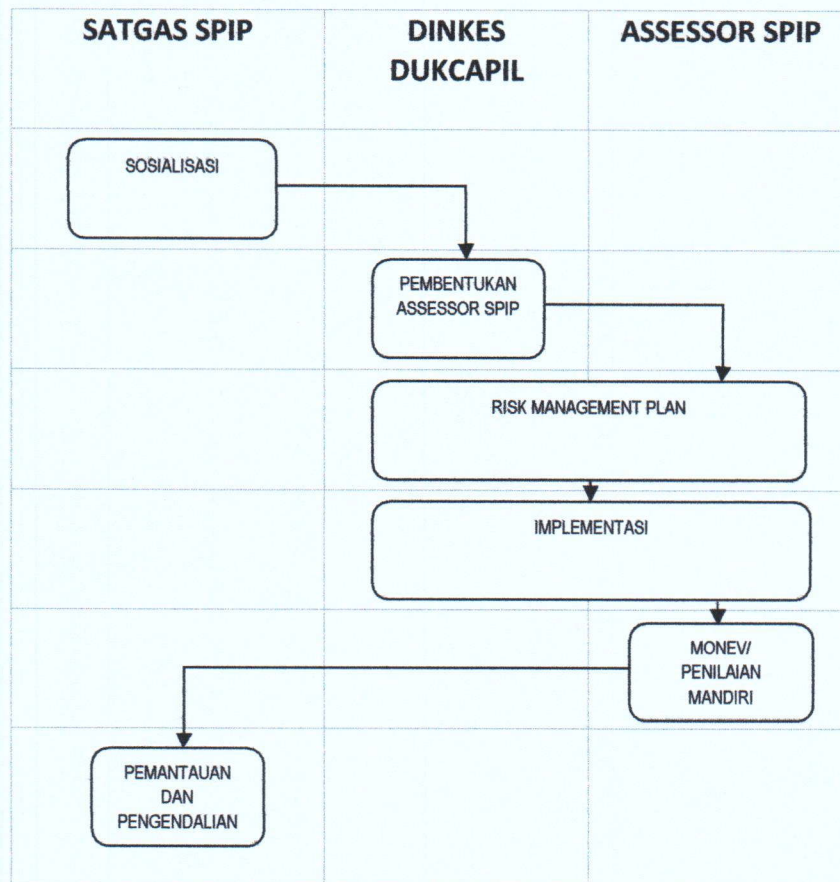 SATGAS SPIP
DINKES
DUKCAPIL
ASSESSOR SPIP
SOSIALISASI
PEMBENTUKAN
ASSESSOR SPIP
RISK MANAGEMENT PLAN
IMPLEMENTASI
MONEV/
PENILAIAN
MANDIRI
PEMANTAUAN
DAN
PENGENDALIAN